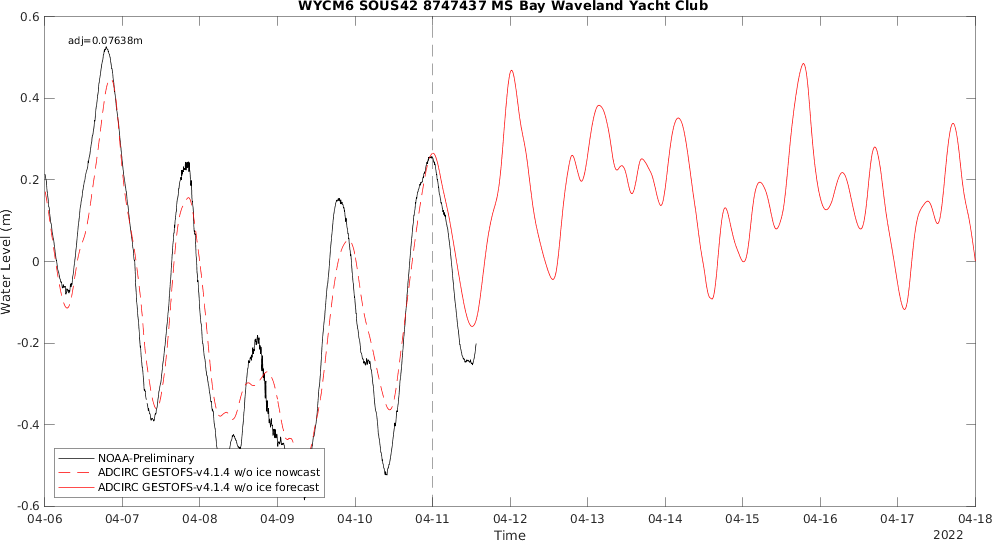 WYCM6 SOUS42 8747437 MS Bay Waveland Yacht Club
adj=0.07638m
Water Level (m)
0.6
0.4
0.2
0
-0.2
-0.4
-0.6
NOAA-Preliminary
ADCIRC GESTOFS-v4.1.4 w/o ice nowcast
ADCIRC GESTOFS-v4.1.4 w/o ice forecast
04-06 04-07 04-08 04-09 04-10 04-11 04-12 04-13 04-14 04-15 04-16 04-17 04-18
Time
2022